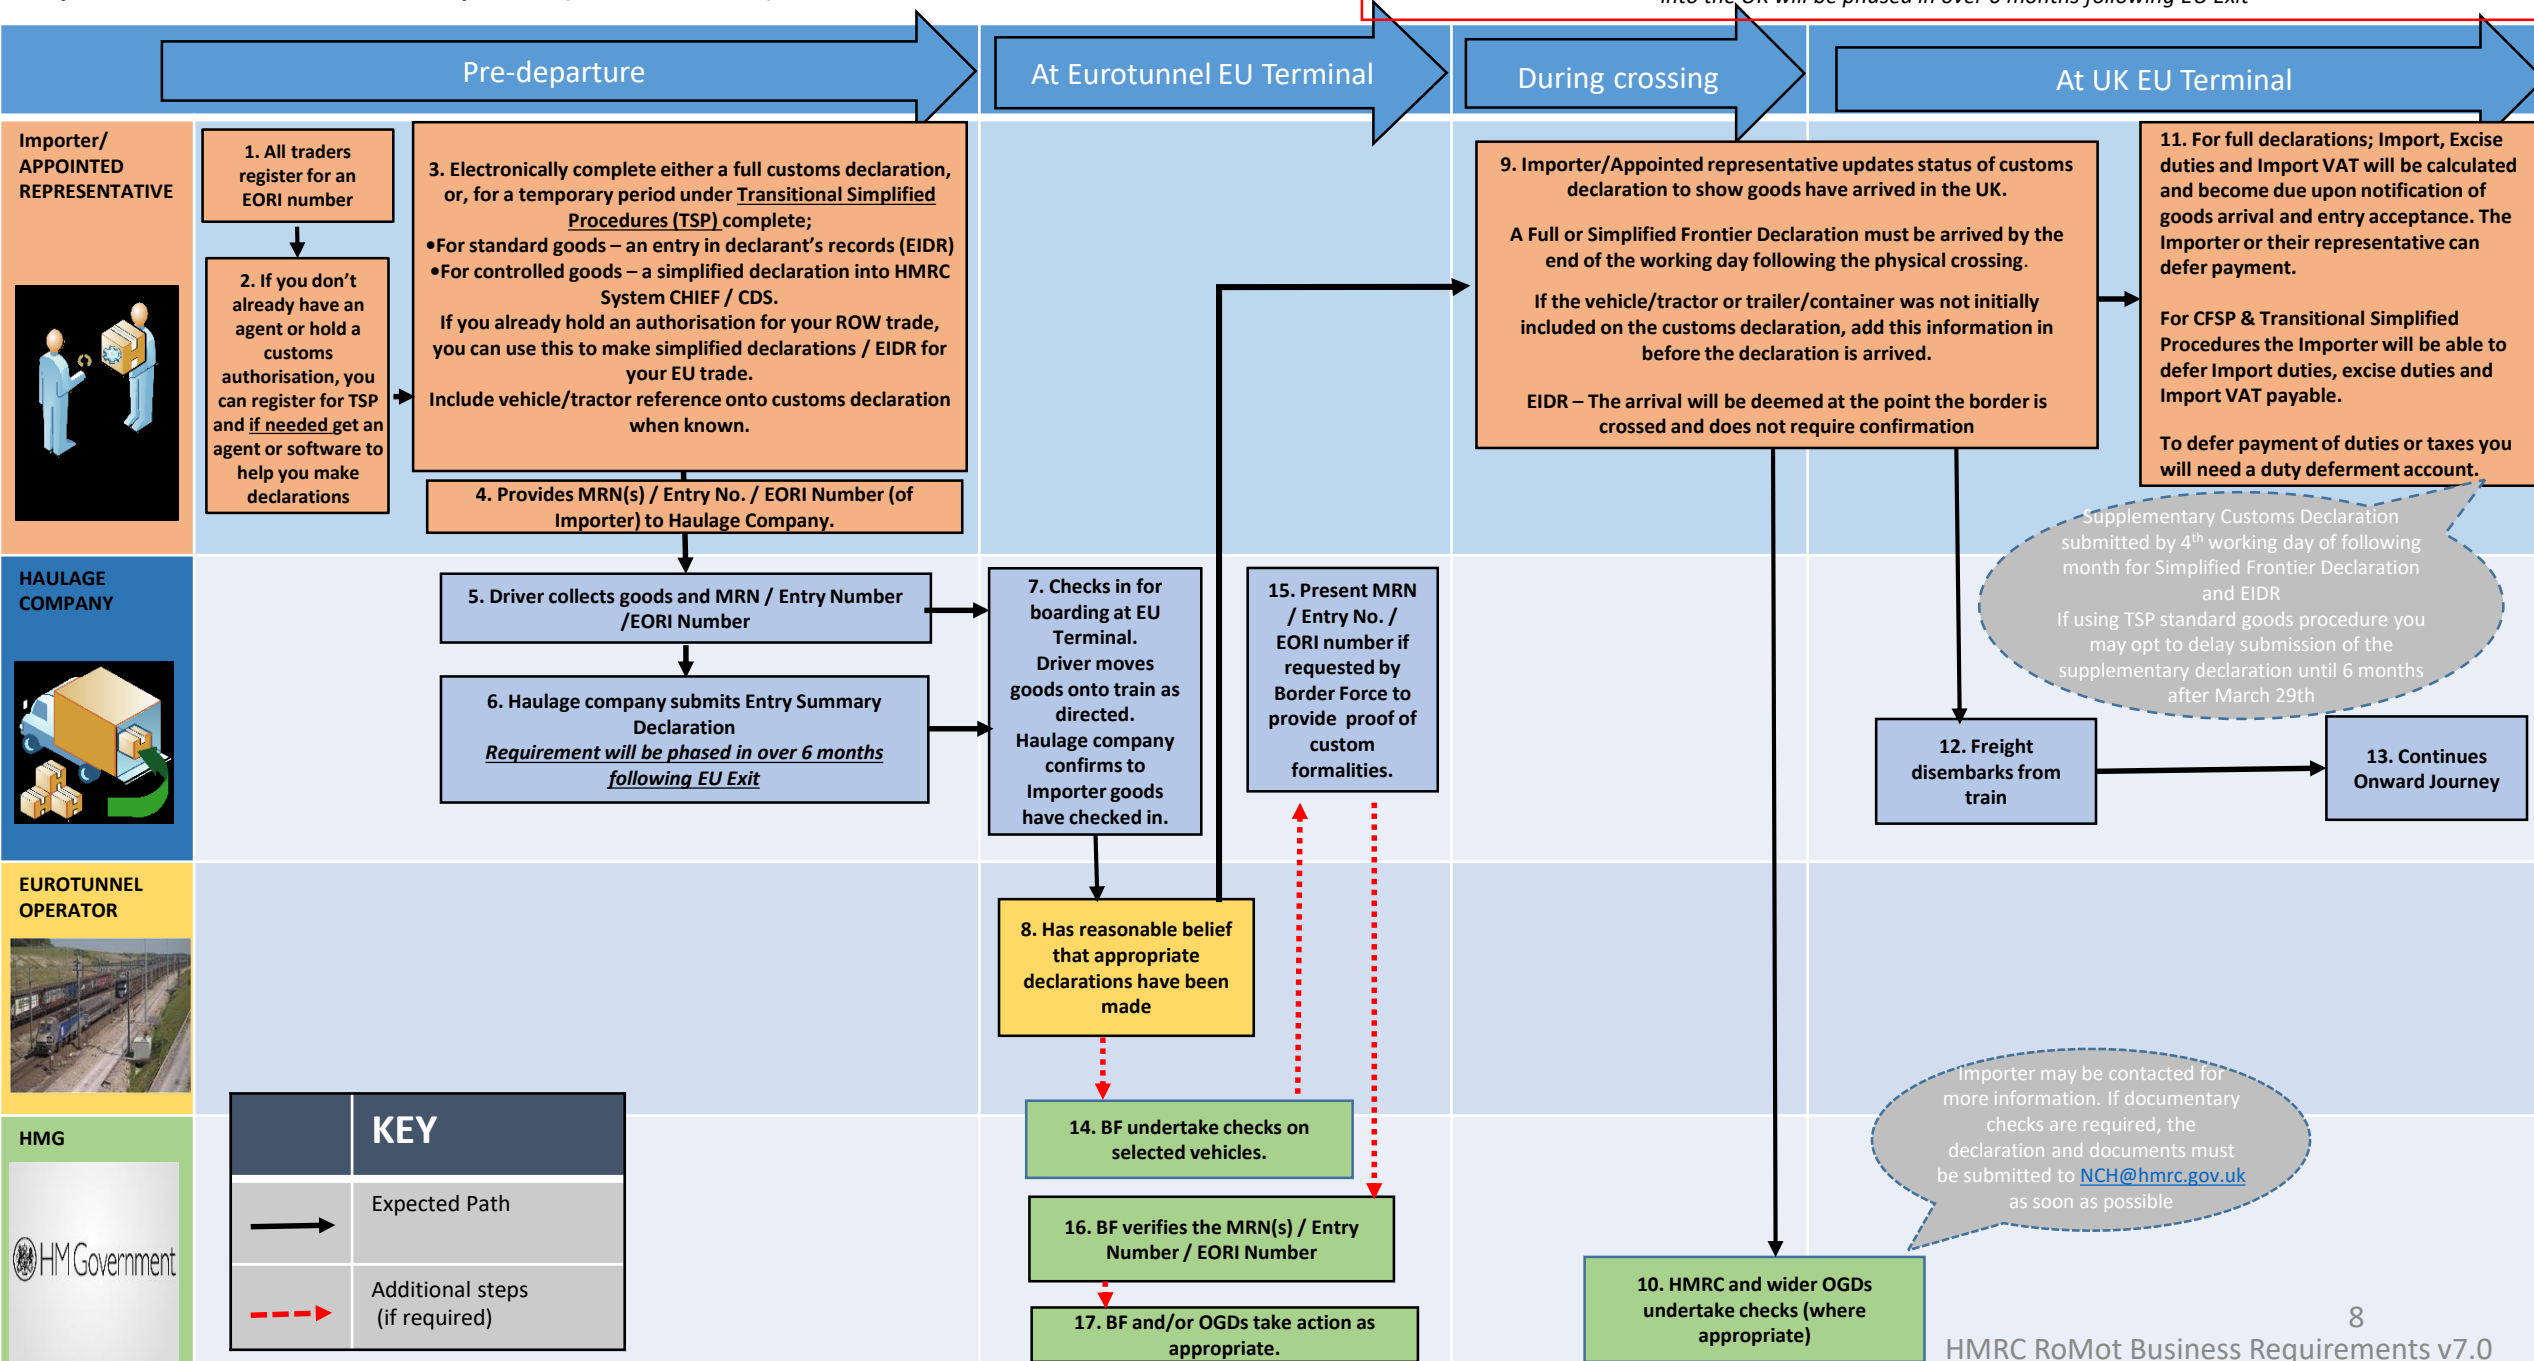 into the UK will be phased in over 6 months following EU Exit
Pre-departure
At Eurotunnel EU Terminal
During crossing
At UK EU Terminal
Importer/
APPOINTED
REPRESENTATIVE
1. All traders
register for an
EORI number
2. If you don't
already have an
agent or hold a
customs
authorisation, you
can register for TSP
and if needed get an
agent or software to
help you make
declarations
3. Electronically complete either a full customs declaration,
or, for a temporary period under Transitional Simplified
Procedures (TSP) complete;
•For standard goods – an entry in declarant's records (EIDR)
•For controlled goods – a simplified declaration into HMRC
System CHIEF / CDS.
If you already hold an authorisation for your ROW trade,
you can use this to make simplified declarations / EIDR for
your EU trade.
Include vehicle/tractor reference onto customs declaration
when known.
4. Provides MRN(s) / Entry No. / EORI Number (of
Importer) to Haulage Company.
9. Importer/Appointed representative updates status of customs
declaration to show goods have arrived in the UK.
A Full or Simplified Frontier Declaration must be arrived by the
end of the working day following the physical crossing.
If the vehicle/tractor or trailer/container was not initially
included on the customs declaration, add this information in
before the declaration is arrived.
EIDR – The arrival will be deemed at the point the border is
crossed and does not require confirmation
11. For full declarations; Import, Excise
duties and Import VAT will be calculated
and become due upon notification of
goods arrival and entry acceptance. The
Importer or their representative can
defer payment.
For CFSP & Transitional Simplified
Procedures the Importer will be able to
defer Import duties, excise duties and
Import VAT payable.
To defer payment of duties or taxes you
will need a duty deferment account.
Supplementary Customs Declaration
submitted by 4th working day of following
month for Simplified Frontier Declaration
and EIDR
If using TSP standard goods procedure you
may opt to delay submission of the
supplementary declaration until 6 months
after March 29th
HAULAGE
COMPANY
5. Driver collects goods and MRN / Entry Number
/EORI Number
6. Haulage company submits Entry Summary
Declaration
Requirement will be phased in over 6 months
following EU Exit
7. Checks in for
boarding at EU
Terminal.
Driver moves
goods onto train as
directed.
Haulage company
confirms to
Importer goods
have checked in.
15. Present MRN
/ Entry No. /
EORI number if
requested by
Border Force to
provide proof of
custom
formalities.
12. Freight
disembarks from
train
13. Continues
Onward Journey
EUROTUNNEL
OPERATOR
8. Has reasonable belief
that appropriate
declarations have been
made
HMG
HM Government
KEY
Expected Path
Additional steps
(if required)
14. BF undertake checks on
selected vehicles.
16. BF verifies the MRN(s) / Entry
Number / EORI Number
17. BF and/or OGDs take action as
appropriate.
Importer may be contacted for
more information. If documentary
checks are required, the
declaration and documents must
be submitted to NCH@hmrc.gov.uk
as soon as possible
10. HMRC and wider OGDs
undertake checks (where
appropriate)
8
HMRC RoMot Business Requirements v7.0